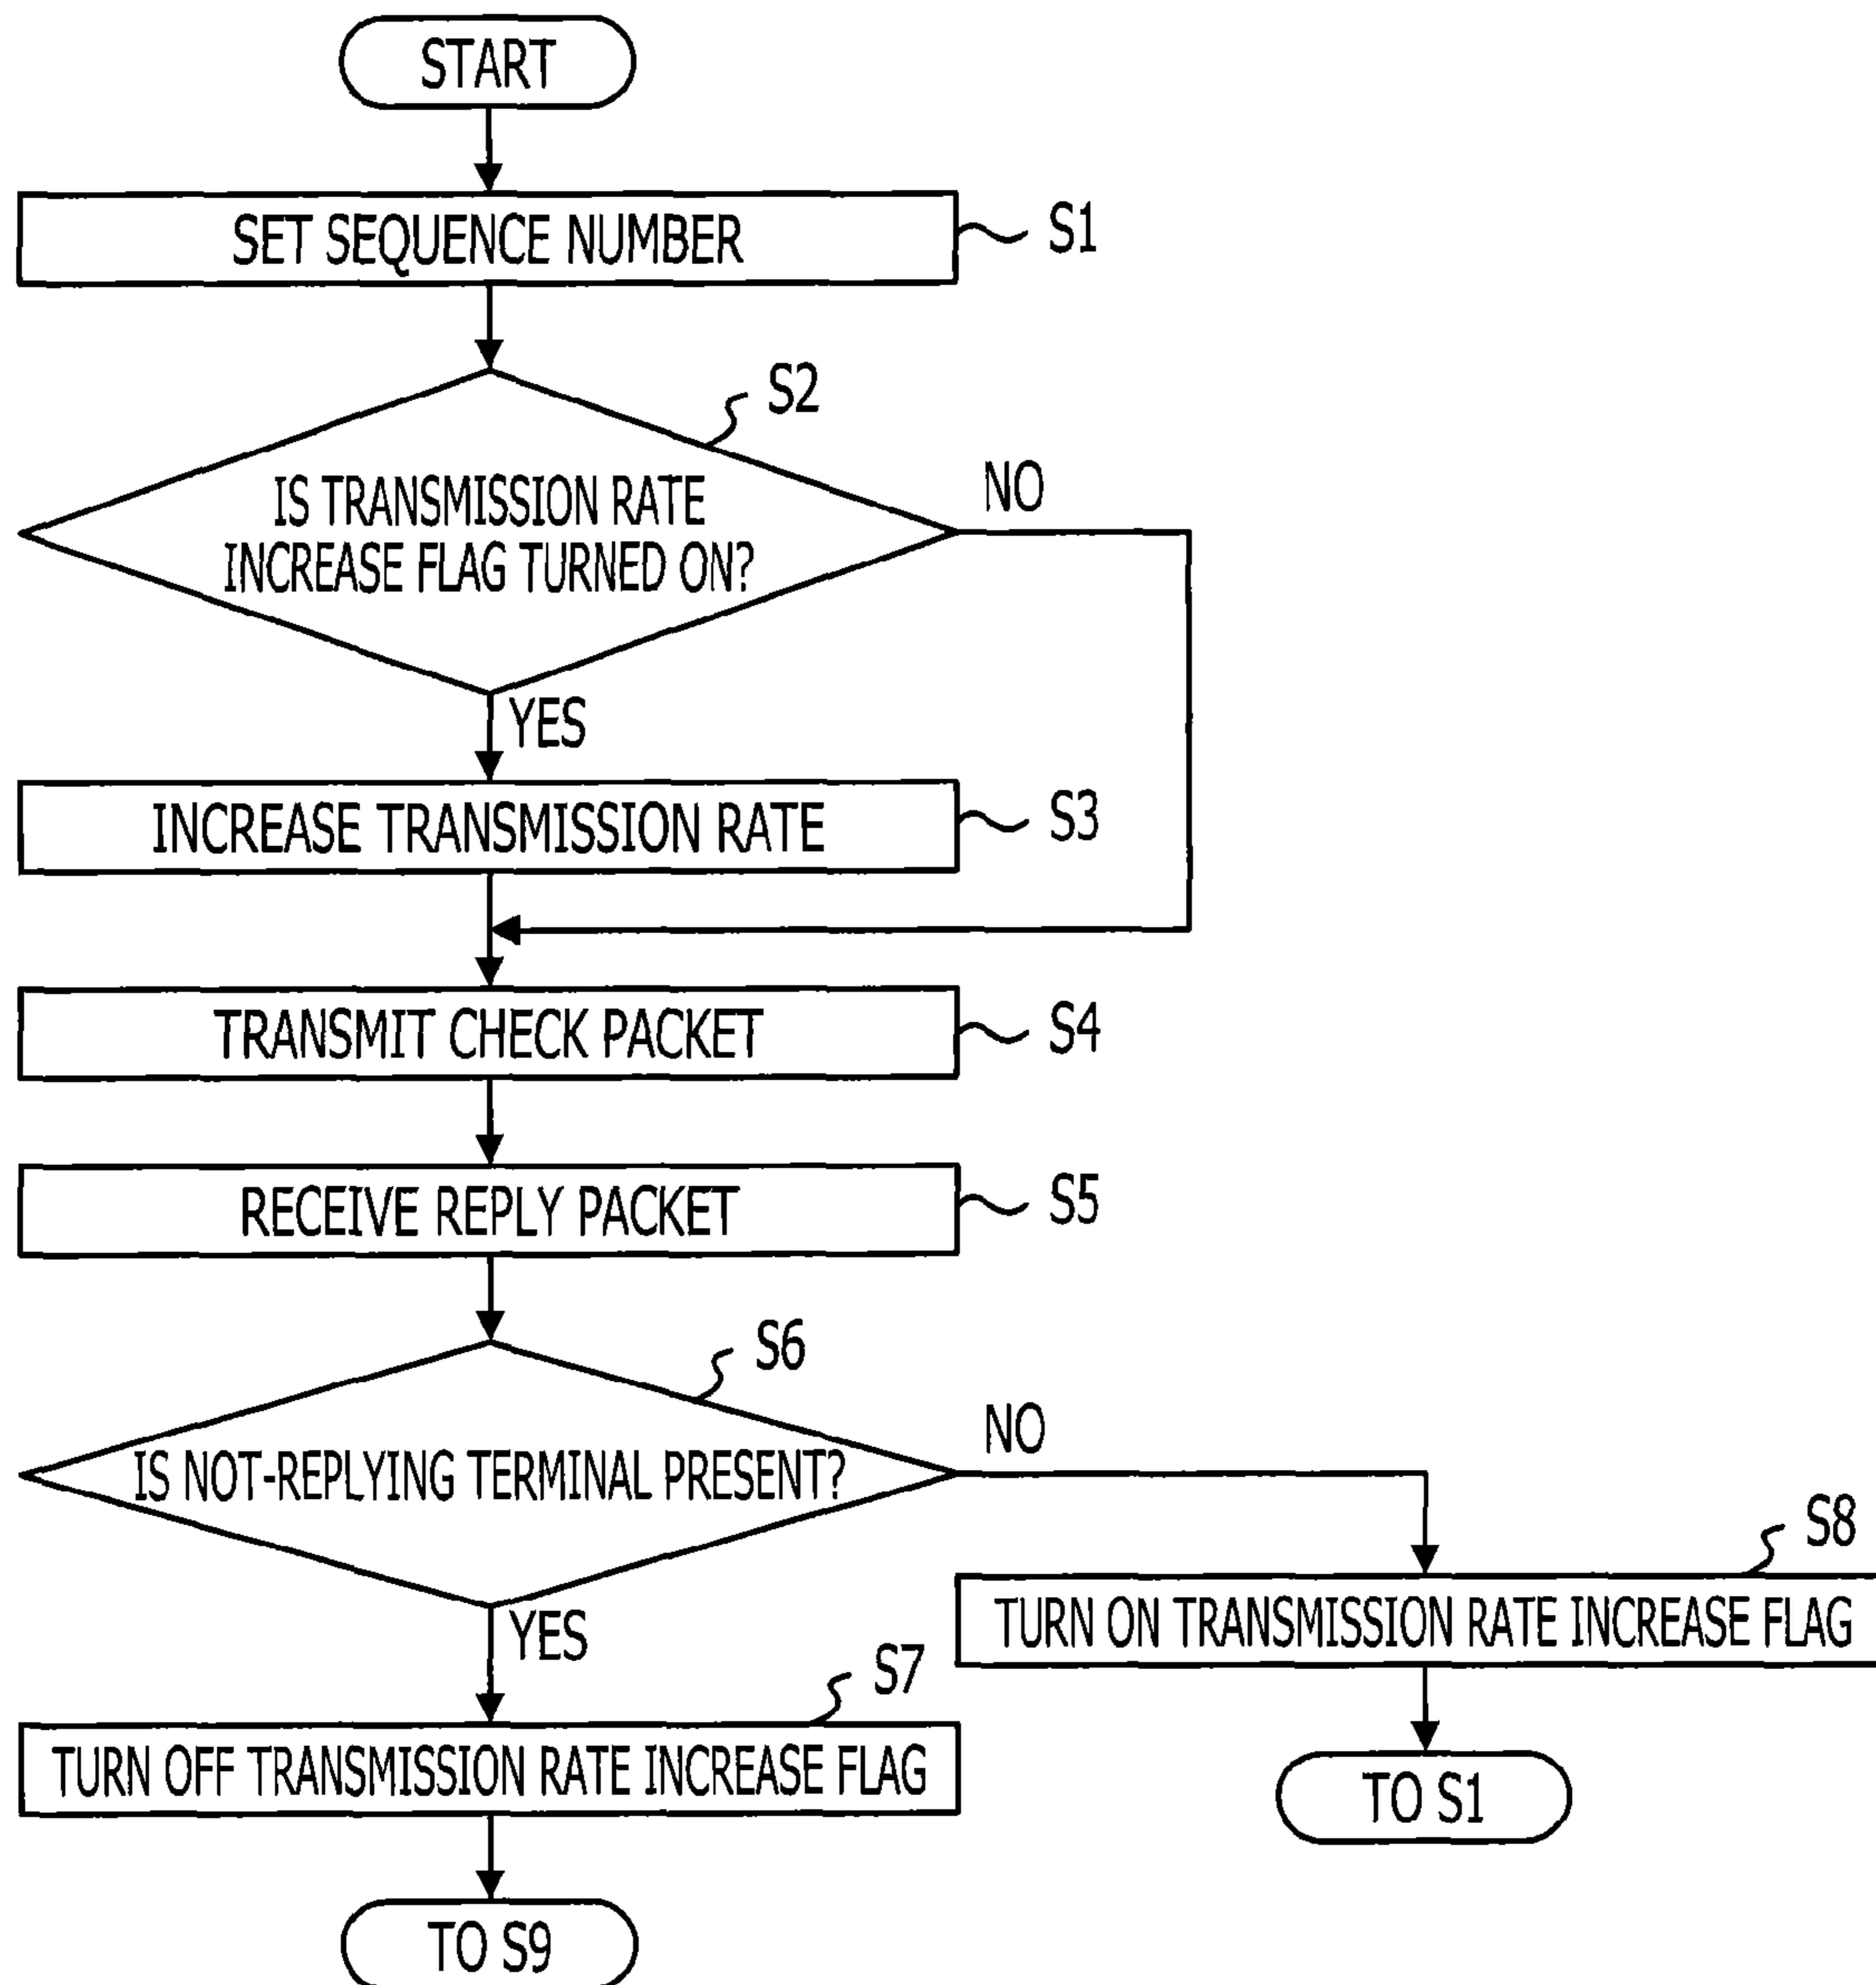 START
SET SEQUENCE NUMBER
S1
S2
IS TRANSMISSION RATE
INCREASE FLAG TURNED ON?
NO
YES
INCREASE TRANSMISSION RATE
S3
TRANSMIT CHECK PACKET
S4
RECEIVE REPLY PACKET
S5
S6
IS NOT-REPLYING TERMINAL PRESENT?
NO
YES
S8
TURN ON TRANSMISSION RATE INCREASE FLAG
S7
TURN OFF TRANSMISSION RATE INCREASE FLAG
TO S1
TO S9